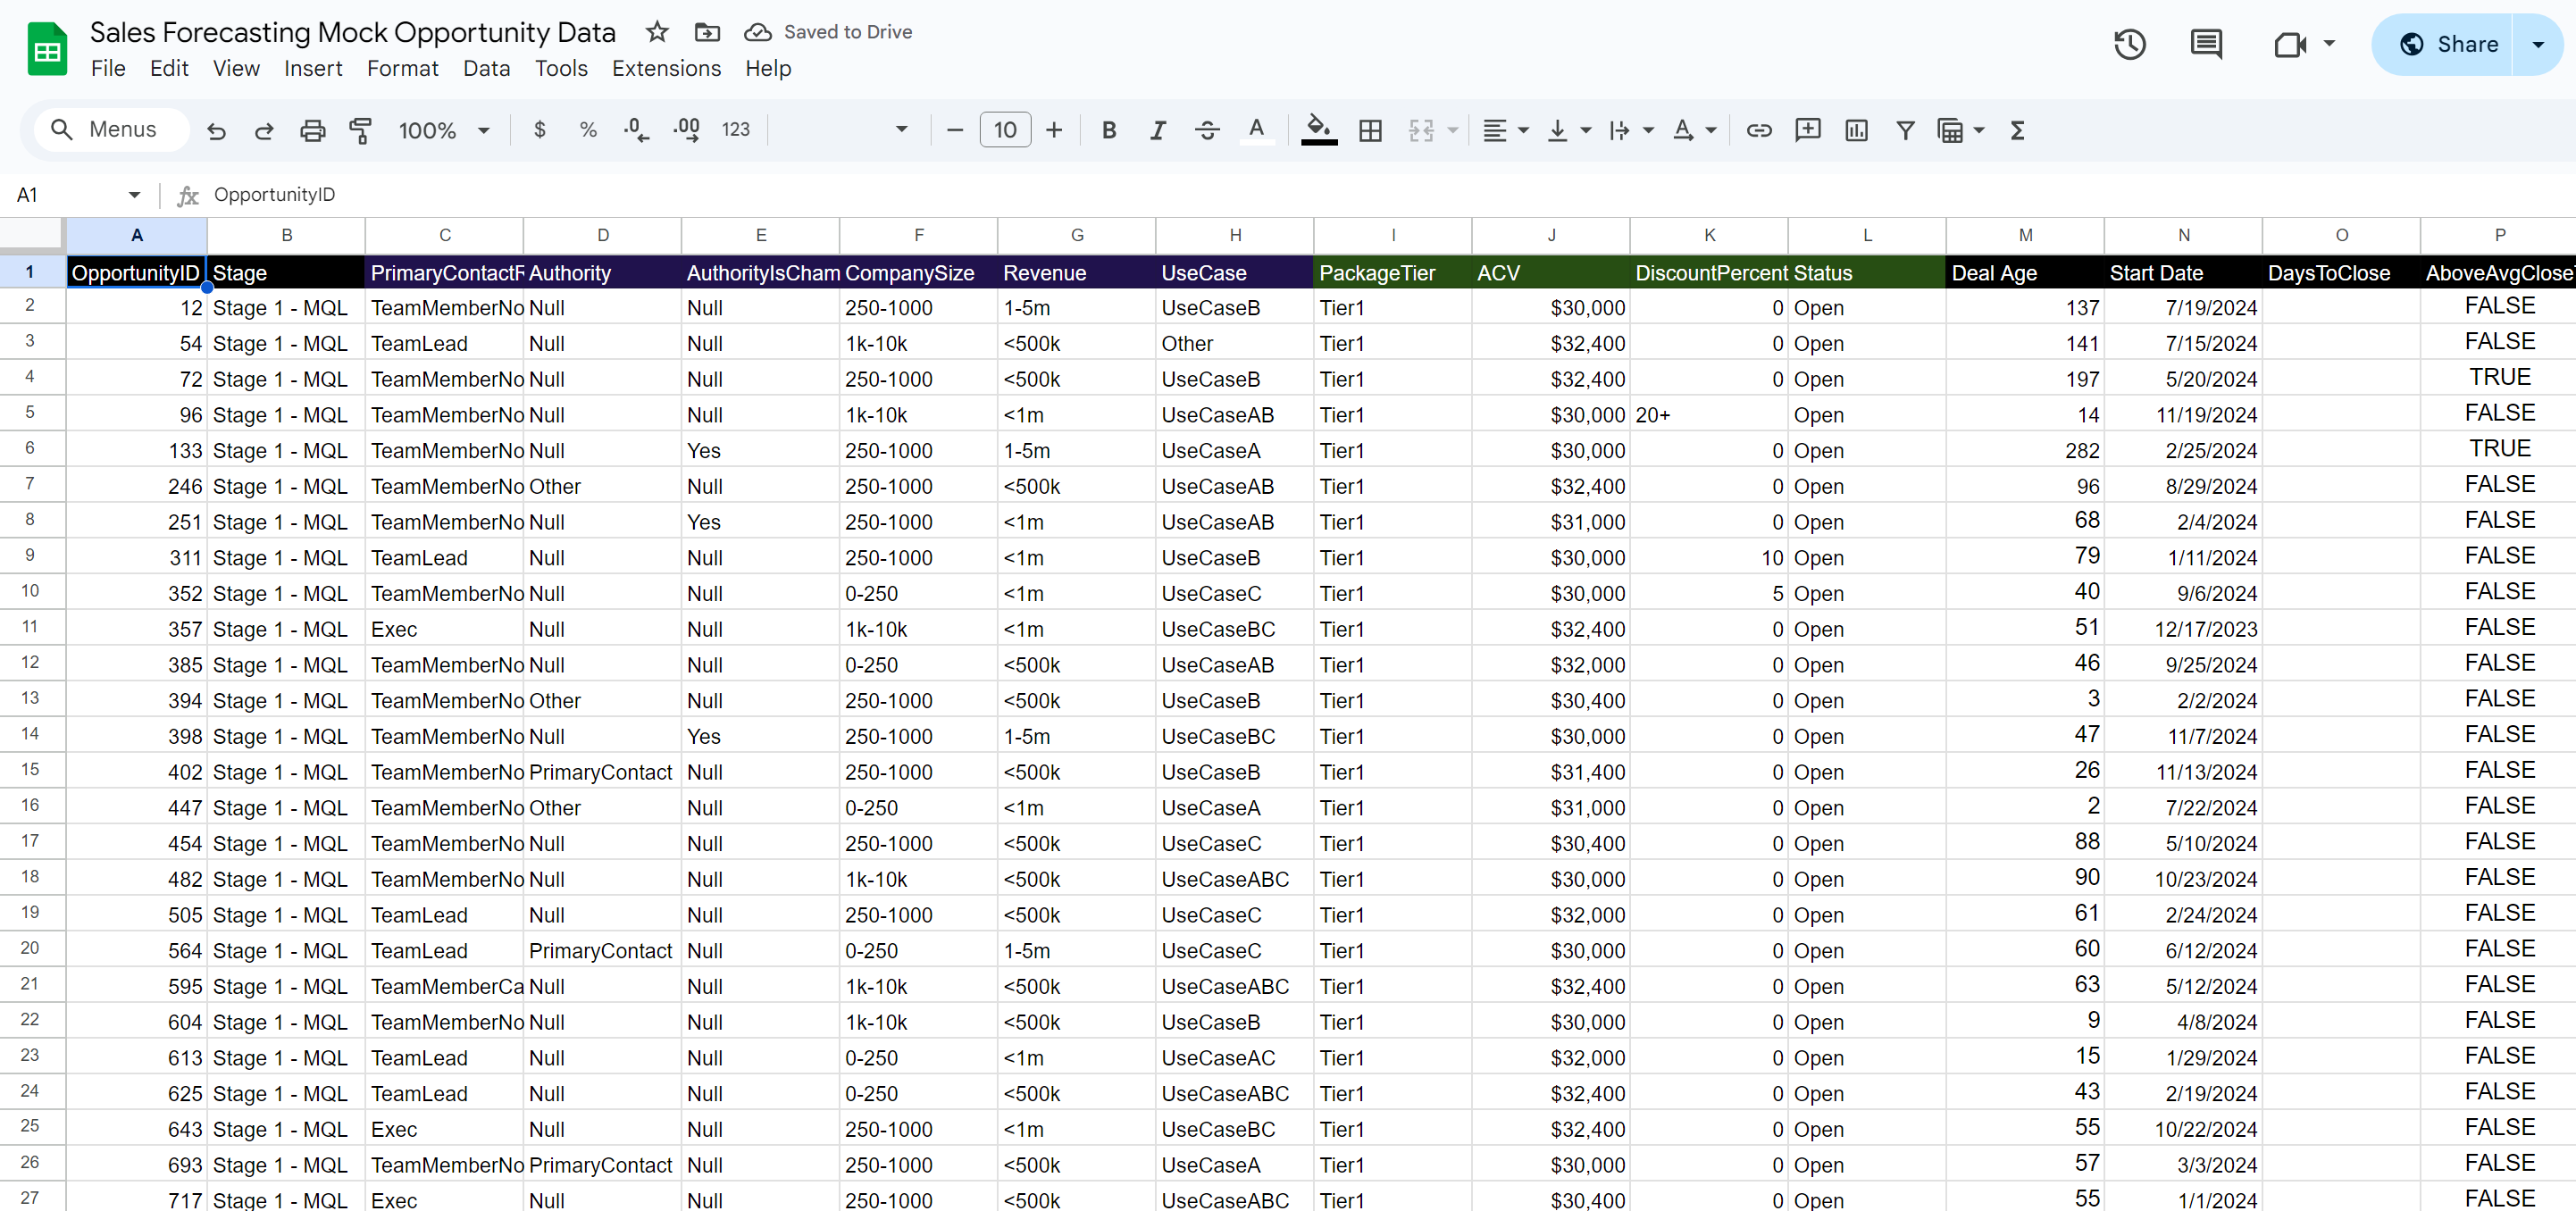 Sales Forecasting Mock Opportunity Data Saved to Drive
File Edit View Insert Format Data Tools Extensions Help
Share
Menus 100% $ % .0 .00 123 10 B I A
A1 OpportunityID
A B C D E F G H I J K L M N O P
1 OpportunityID Stage PrimaryContactR Authority AuthorityIsCham CompanySize Revenue UseCase PackageTier ACV DiscountPercent Status Deal Age Start Date DaysToClose AboveAvgCloseT
2 12 Stage 1 - MQL TeamMemberNo Null Null 250-1000 1-5m UseCaseB Tier1 $30,000 0 Open 137 7/19/2024 FALSE
3 54 Stage 1 - MQL TeamLead Null Null 1k-10k <500k Other Tier1 $32,400 0 Open 141 7/15/2024 FALSE
4 72 Stage 1 - MQL TeamMemberNo Null Null 250-1000 <500k UseCaseB Tier1 $32,400 0 Open 197 5/20/2024 TRUE
5 96 Stage 1 - MQL TeamMemberNo Null Null 1k-10k <1m UseCaseAB Tier1 $30,000 20+ Open 14 11/19/2024 FALSE
6 133 Stage 1 - MQL TeamMemberNo Null Yes 250-1000 1-5m UseCaseA Tier1 $30,000 0 Open 282 2/25/2024 TRUE
7 246 Stage 1 - MQL TeamMemberNo Other Null 250-1000 <500k UseCaseAB Tier1 $32,400 0 Open 96 8/29/2024 FALSE
8 251 Stage 1 - MQL TeamMemberNo Null Yes 250-1000 <1m UseCaseAB Tier1 $31,000 0 Open 68 2/4/2024 FALSE
9 311 Stage 1 - MQL TeamLead Null Null 250-1000 <1m UseCaseB Tier1 $30,000 10 Open 79 1/11/2024 FALSE
10 352 Stage 1 - MQL TeamMemberNo Null Null 0-250 <1m UseCaseC Tier1 $30,000 5 Open 40 9/6/2024 FALSE
11 357 Stage 1 - MQL Exec Null Null 1k-10k <1m UseCaseBC Tier1 $32,400 0 Open 51 12/17/2023 FALSE
12 385 Stage 1 - MQL TeamMemberNo Null Null 0-250 <500k UseCaseAB Tier1 $32,000 0 Open 46 9/25/2024 FALSE
13 394 Stage 1 - MQL TeamMemberNo Other Null 250-1000 <500k UseCaseB Tier1 $30,400 0 Open 3 2/2/2024 FALSE
14 398 Stage 1 - MQL TeamMemberNo Null Yes 250-1000 1-5m UseCaseBC Tier1 $30,000 0 Open 47 11/7/2024 FALSE
15 402 Stage 1 - MQL TeamMemberNo PrimaryContact Null 250-1000 <500k UseCaseB Tier1 $31,400 0 Open 26 11/13/2024 FALSE
16 447 Stage 1 - MQL TeamMemberNo Other Null 0-250 <1m UseCaseA Tier1 $31,000 0 Open 2 7/22/2024 FALSE
17 454 Stage 1 - MQL TeamMemberNo Null Null 250-1000 <500k UseCaseC Tier1 $30,400 0 Open 88 5/10/2024 FALSE
18 482 Stage 1 - MQL TeamMemberNo Null Null 1k-10k <500k UseCaseABC Tier1 $30,000 0 Open 90 10/23/2024 FALSE
19 505 Stage 1 - MQL TeamLead Null Null 250-1000 <500k UseCaseC Tier1 $32,000 0 Open 61 2/24/2024 FALSE
20 564 Stage 1 - MQL TeamLead PrimaryContact Null 0-250 1-5m UseCaseC Tier1 $30,000 0 Open 60 6/12/2024 FALSE
21 595 Stage 1 - MQL TeamMemberCa Null Null 1k-10k <500k UseCaseABC Tier1 $32,400 0 Open 63 5/12/2024 FALSE
22 604 Stage 1 - MQL TeamMemberNo Null Null 1k-10k <500k UseCaseB Tier1 $30,000 0 Open 9 4/8/2024 FALSE
23 613 Stage 1 - MQL TeamLead Null Null 0-250 <1m UseCaseAC Tier1 $32,000 0 Open 15 1/29/2024 FALSE
24 625 Stage 1 - MQL TeamLead Null Null 0-250 <500k UseCaseABC Tier1 $32,400 0 Open 43 2/19/2024 FALSE
25 643 Stage 1 - MQL Exec Null Null 250-1000 <1m UseCaseBC Tier1 $32,400 0 Open 55 10/22/2024 FALSE
26 693 Stage 1 - MQL TeamMemberNo PrimaryContact Null 250-1000 <500k UseCaseA Tier1 $30,000 0 Open 57 3/3/2024 FALSE
27 717 Stage 1 - MQL Exec Null Null 250-1000 <500k UseCaseABC Tier1 $30,400 0 Open 55 1/1/2024 FALSE